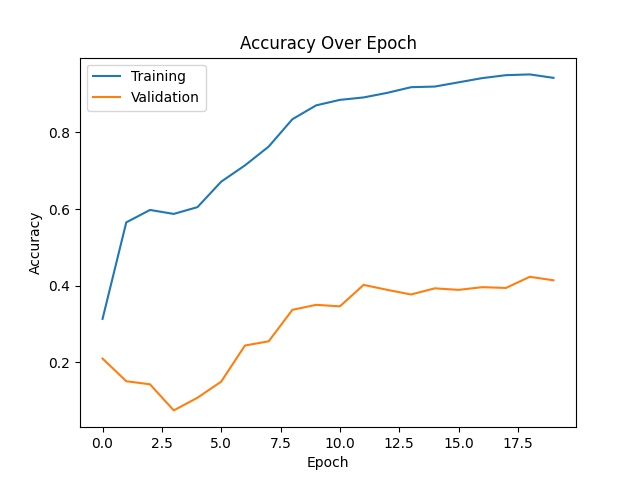 Accuracy Over Epoch
Training
Validation
Accuracy
0.8
0.6
0.4
0.2
0.0 2.5 5.0 7.5 10.0 12.5 15.0 17.5
Epoch